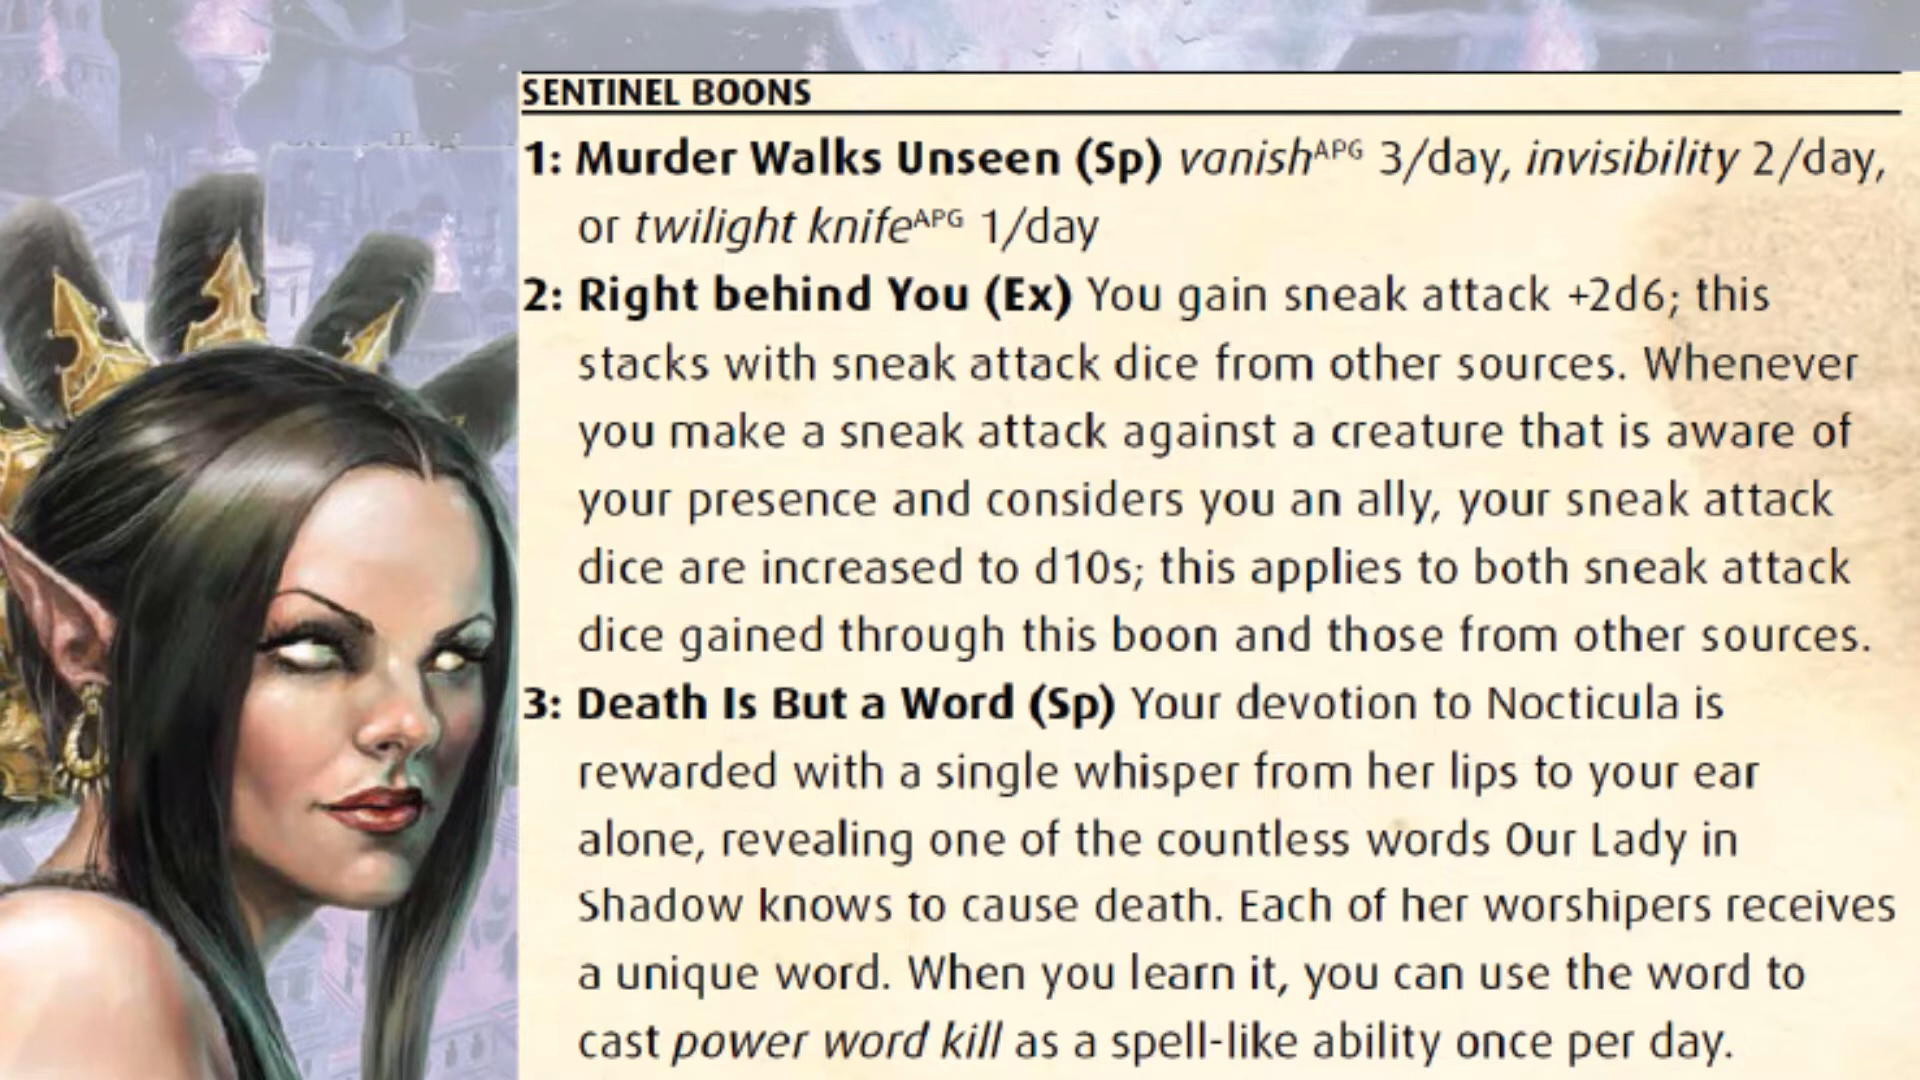 SENTINEL BOONS
1: Murder Walks Unseen (Sp) vanishAPG 3/day, invisibility 2/day,
or twilight knifeAPG 1/day
2: Right behind You (Ex) You gain sneak attack +2d6; this
stacks with sneak attack dice from other sources. Whenever
you make a sneak attack against a creature that is aware of
your presence and considers you an ally, your sneak attack
dice are increased to d10s; this applies to both sneak attack
dice gained through this boon and those from other sources.
3: Death Is But a Word (Sp) Your devotion to Nocticula is
rewarded with a single whisper from her lips to your ear
alone, revealing one of the countless words Our Lady in
Shadow knows to cause death. Each of her worshipers receives
a unique word. When you learn it, you can use the word to
cast power word kill as a spell-like ability once per day.